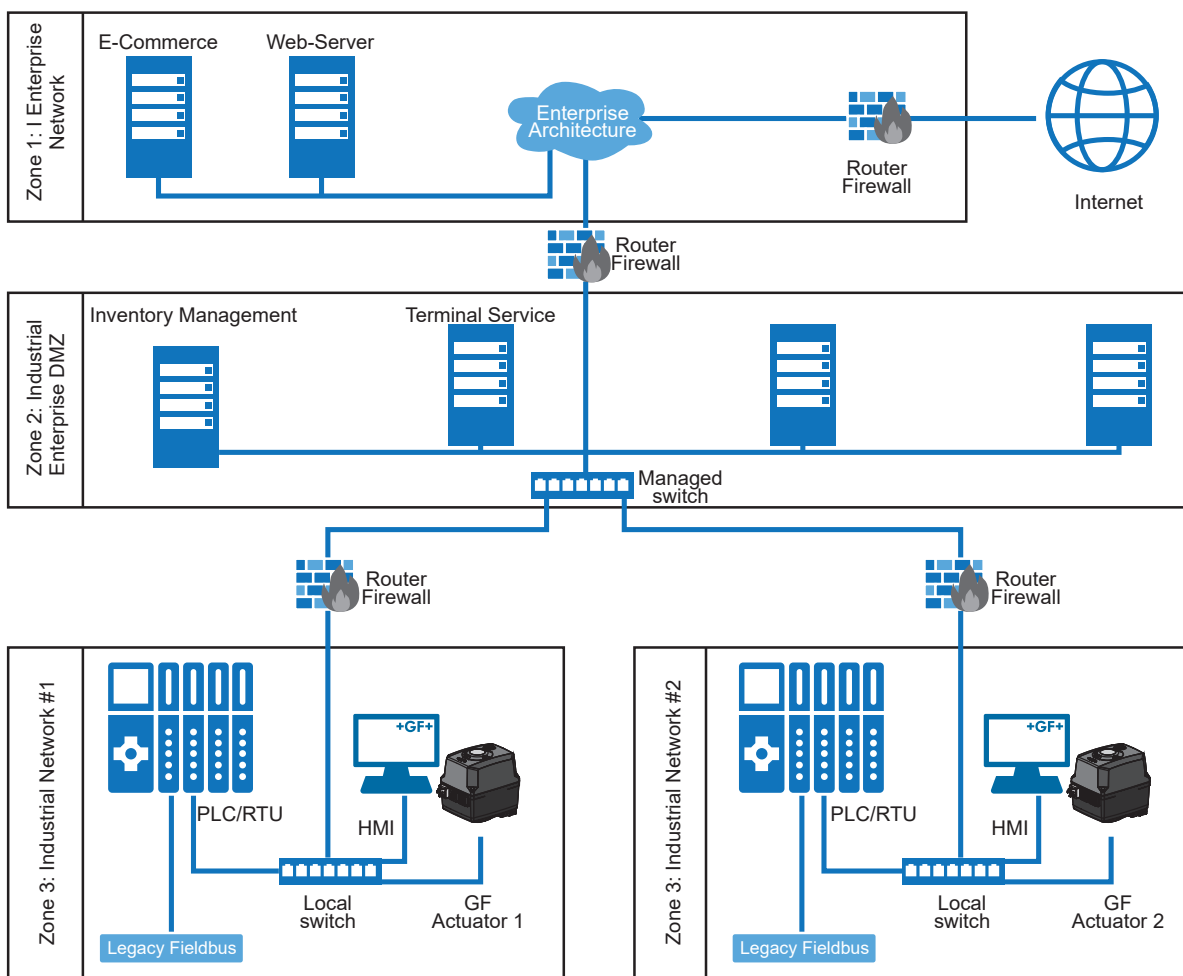 Zone 1: I Enterprise
Network
E-Commerce
Web-Server
Enterprise
Architecture
Router
Firewall
Internet
Router
Firewall
Zone 2: Industrial
Enterprise DMZ
Inventory Management
Terminal Service
Managed
switch
Router
Firewall
Router
Firewall
Zone 3: Industrial Network #1
+GF+
PLC/RTU
HMI
Local
switch
GF
Actuator 1
Legacy Fieldbus
Zone 3: Industrial Network #2
+GF+
PLC/RTU
HMI
Local
switch
GF
Actuator 2
Legacy Fieldbus